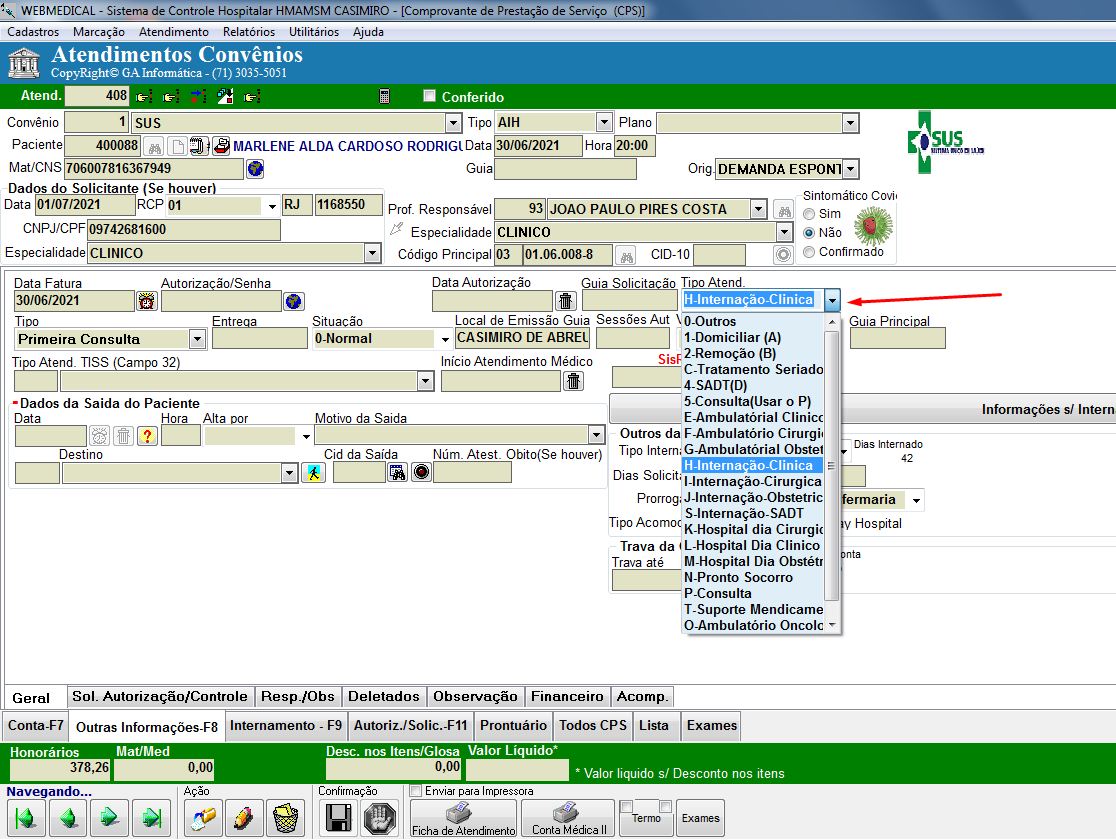 WEBMEDICAL - Sistema de Controle Hospitalar HMAMSM CASIMIRO - [Comprovante de Prestação de Serviço (CPS)]
Cadastros Marcação Atendimento Relatórios Utilitários Ajuda
Atendimentos Convênios
CopyRight© GA Informática - (71) 3035-5051
Atend. 408 Conferido
Convênio 1 SUS Tipo AIH Plano
Paciente 400088 MARLENE ALDA CARDOSO RODRIGU Data 30/06/2021 Hora 20:00
Mat/CNS 706007816367949 Guia Orig. DEMANDA ESPONT
SUS
Dados do Solicitante (Se houver)
Data 01/07/2021 RCP 01 RJ 1168550
CNPJ/CPF 09742681600
Especialidade CLINICO
Prof. Responsável 93 JOAO PAULO PIRES COSTA
Especialidade CLINICO
Código Principal 03 01.06.008-8 CID-10
Sintomático Covi
Sim
Não
Confirmado
Data Fatura Autorização/Senha Data Autorização Guia Solicitação Tipo Atend.
30/06/2021 H-Internação-Clinica
Tipo Entrega Situação Local de Emissão Guia Sessões Aut Guia Principal
Primeira Consulta 0-Normal CASIMIRO DE ABREU
Tipo Atend. TISS (Campo 32) Início Atendimento Médico SisR
0-Outros
1-Domiciliar (A)
2-Remoção (B)
C-Tratamento Seriado
4-SADT(D)
5-Consulta(Usar o P)
E-Ambulatórial Clinico
F-Ambulatório Cirurgic
G-Ambulatórial Obstet
H-Internação-Clinica
I-Internação-Cirurgica
J-Internação-Obstetric
S-Internação-SADT
K-Hospital dia Cirurgic
L-Hospital Dia Clinico
M-Hospital Dia Obstétr
N-Pronto Socorro
P-Consulta
T-Suporte Mendicame
O-Ambulatório Oncolo
Dados da Saida do Paciente
Data Hora Alta por Motivo da Saida
Destino Cid da Saída Núm. Atest. Obito(Se houver)
Informações s/ Intern
Outros da
Tipo Interna Dias Internado
42
Dias Solicita
Prorroga fermaria
Tipo Acomod ay Hospital
Trava da C onta
Trava até
Geral Sol. Autorização/Controle Resp./Obs Deletados Observação Financeiro Acomp.
Conta-F7 Outras Informações-F8 Internamento - F9 Autoriz./Solic.-F11 Prontuário Todos CPS Lista Exames
Honorários Mat/Med Desc. nos Itens/Glosa Valor Líquido*
378,26 0,00 0,00 * Valor liquido s/ Desconto nos itens
Navegando... Ação Confirmação Enviar para Impressora
Ficha de Atendimento Conta Médica II Termo Exames